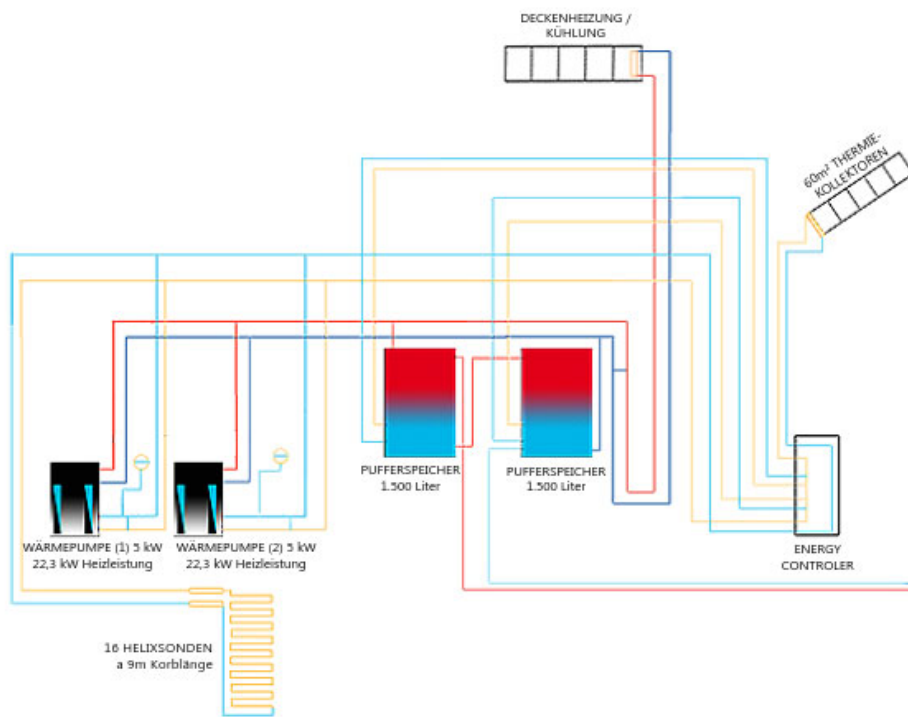 DECKENHEIZUNG /
KÜHLUNG
60m² THERMIE-
KOLLEKTOREN
PUFFERSPEICHER
1.500 Liter
PUFFERSPEICHER
1.500 Liter
WÄRMEPUMPE (1) 5 kW
22,3 kW Heizleistung
WÄRMEPUMPE (2) 5 kW
22,3 kW Heizleistung
ENERGY
CONTROLER
16 HELIXSONDEN
a 9m Korblänge